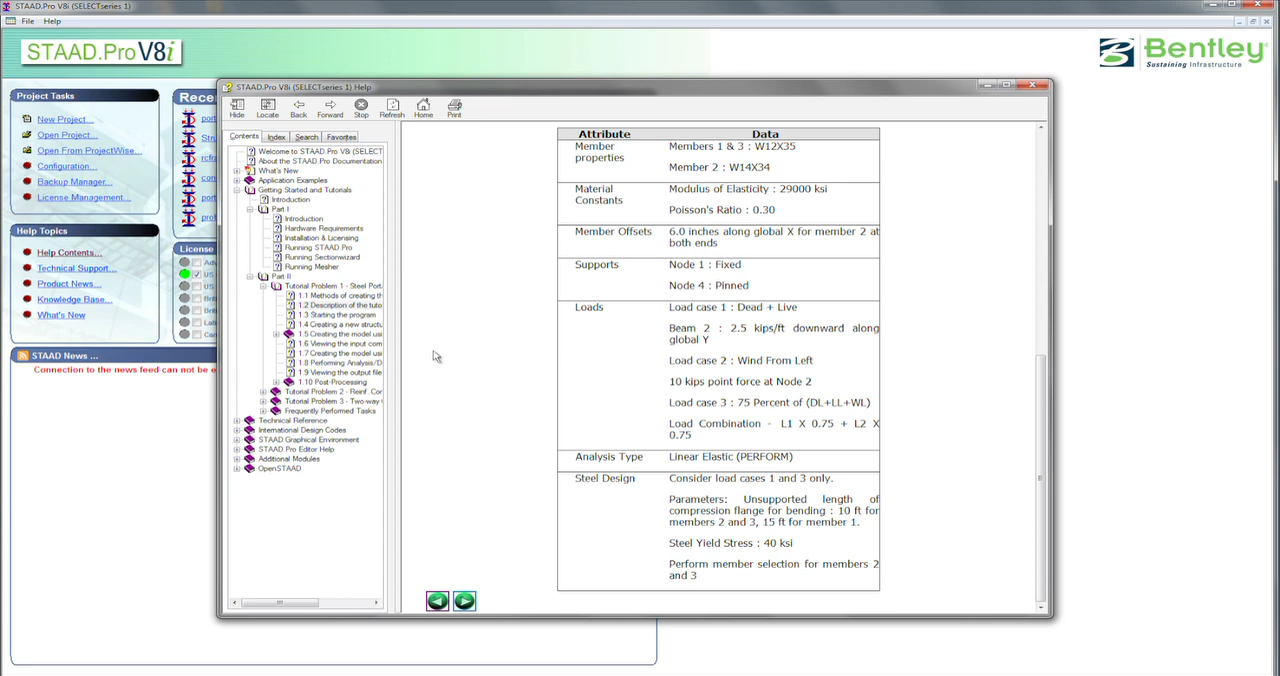 STAAD.Pro V8i (SELECTseries 1)
File Help
STAAD.Pro V8i
Bentley
Sustaining Infrastructure
Project Tasks
New Project...
Open Project...
Open From ProjectWise...
Configuration...
Backup Manager...
License Management...
Help Topics
Help Contents...
Technical Support...
Product News...
Knowledge Base...
What's New
STAAD News ...
Connection to the news feed can not be e
Rece
port
Stru
rcfra
con
port
prob
License
US
STAAD.Pro V8i (SELECTseries 1) Help
Hide Locate Back Forward Stop Refresh Home Print
Contents Index Search Favorites
Welcome to STAAD.Pro V8i (SELECT
About the STAAD.Pro Documentation
What's New
Application Examples
Getting Started and Tutorials
Introduction
Part I
Introduction
Hardware Requirements
Installation & Licensing
Running STAAD.Pro
Running Sectionwizard
Running Mesher
Part II
Tutorial Problem 1 - Steel Port
1.1 Methods of creating th
1.2 Description of the tuto
1.3 Starting the program
1.4 Creating a new structu
1.5 Creating the model usi
1.6 Viewing the input com
1.7 Creating the model usi
1.8 Performing Analysis/D
1.9 Viewing the output file
1.10 Post-Processing
Tutorial Problem 2 - Reinf. Con
Tutorial Problem 3 - Two-way
Frequently Performed Tasks
Technical Reference
International Design Codes
STAAD Graphical Environment
STAAD.Pro Editor Help
Additional Modules
OpenSTAAD
Attribute Data
Member properties
Members 1 & 3 : W12X35
Member 2 : W14X34
Material Constants
Modulus of Elasticity : 29000 ksi
Poisson's Ratio : 0.30
Member Offsets
6.0 inches along global X for member 2 at
both ends
Supports
Node 1 : Fixed
Node 4 : Pinned
Loads
Load case 1 : Dead + Live
Beam 2 : 2.5 kips/ft downward along
global Y
Load case 2 : Wind From Left
10 kips point force at Node 2
Load case 3 : 75 Percent of (DL+LL+WL)
Load Combination - L1 X 0.75 + L2 X
0.75
Analysis Type
Linear Elastic (PERFORM)
Steel Design
Consider load cases 1 and 3 only.
Parameters: Unsupported length of
compression flange for bending : 10 ft for
members 2 and 3, 15 ft for member 1.
Steel Yield Stress : 40 ksi
Perform member selection for members 2
and 3